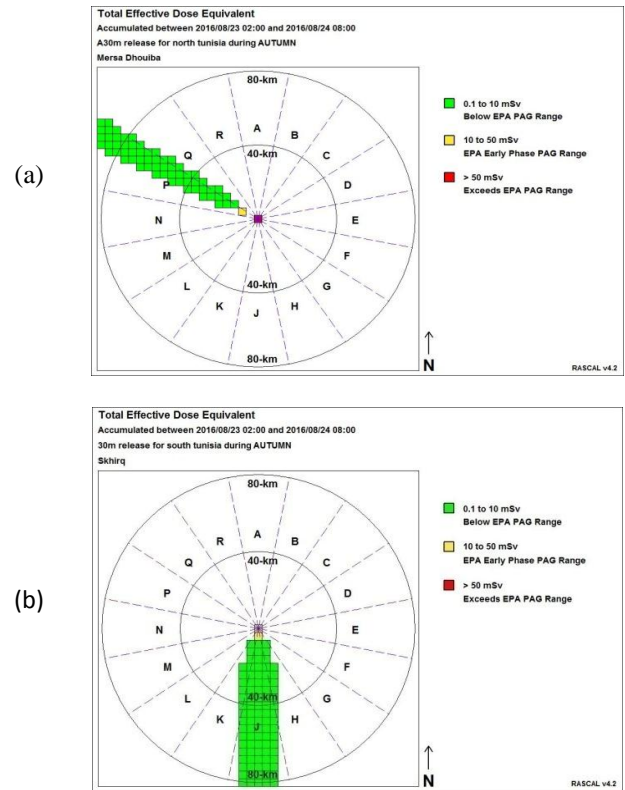 (a)
Total Effective Dose Equivalent
Accumulated between 2016/08/23 02:00 and 2016/08/24 08:00
A30m release for north tunisia during AUTUMN
Mersa Dhouiba
80-km
R A B
Q 40-km C
P D
N E
M F
L 40-km G
K J H
80-km
0.1 to 10 mSv
Below EPA PAG Range
10 to 50 mSv
EPA Early Phase PAG Range
> 50 mSv
Exceeds EPA PAG Range
N
RASCAL v4.2
(b)
Total Effective Dose Equivalent
Accumulated between 2016/08/23 02:00 and 2016/08/24 08:00
30m release for south tunisia during AUTUMN
Skhirq
80-km
R A B
Q 40-km C
P D
N E
M F
L 40-km G
K J H
80-km
0.1 to 10 mSv
Below EPA PAG Range
10 to 50 mSv
EPA Early Phase PAG Range
> 50 mSv
Exceeds EPA PAG Range
N
RASCAL v4.2